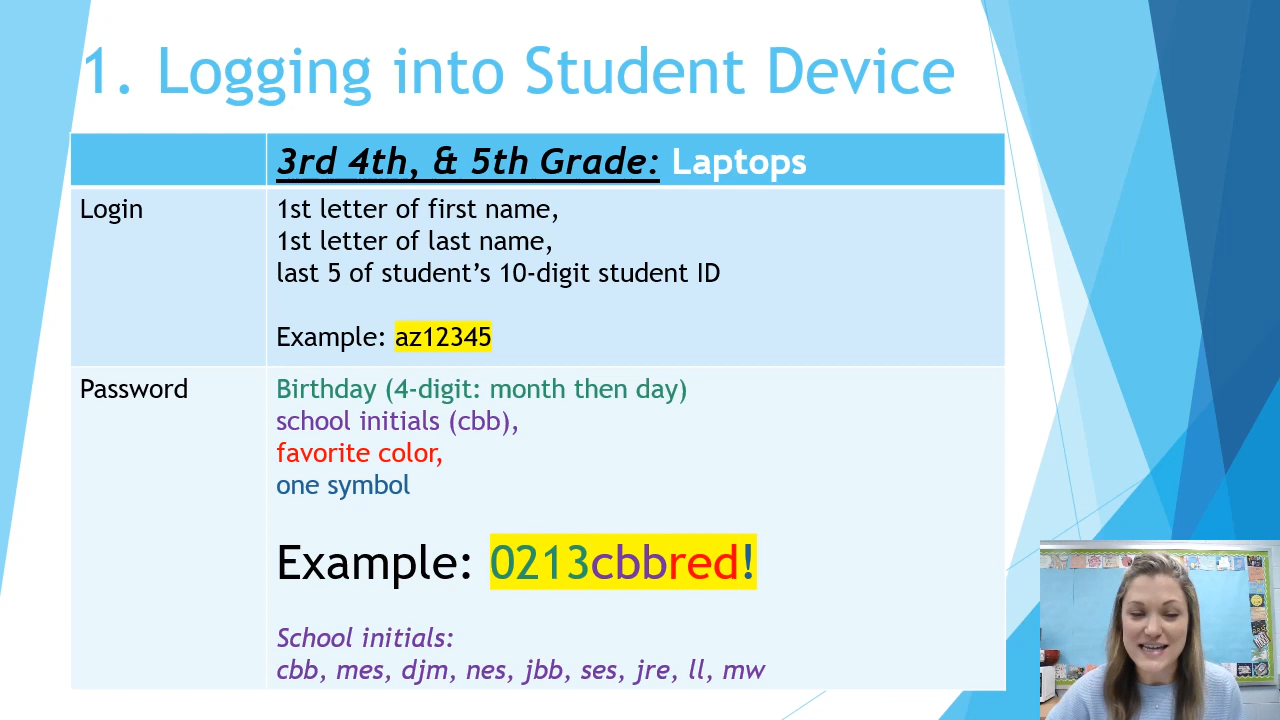 1. Logging into Student Device
3rd 4th, & 5th Grade: Laptops
Login
1st letter of first name,
1st letter of last name,
last 5 of student’s 10-digit student ID
Example: az12345
Password
Birthday (4-digit: month then day)
school initials (cbb),
favorite color,
one symbol
Example: 0213cbbred!
School initials:
cbb, mes, djm, nes, jbb, ses, jre, ll, mw